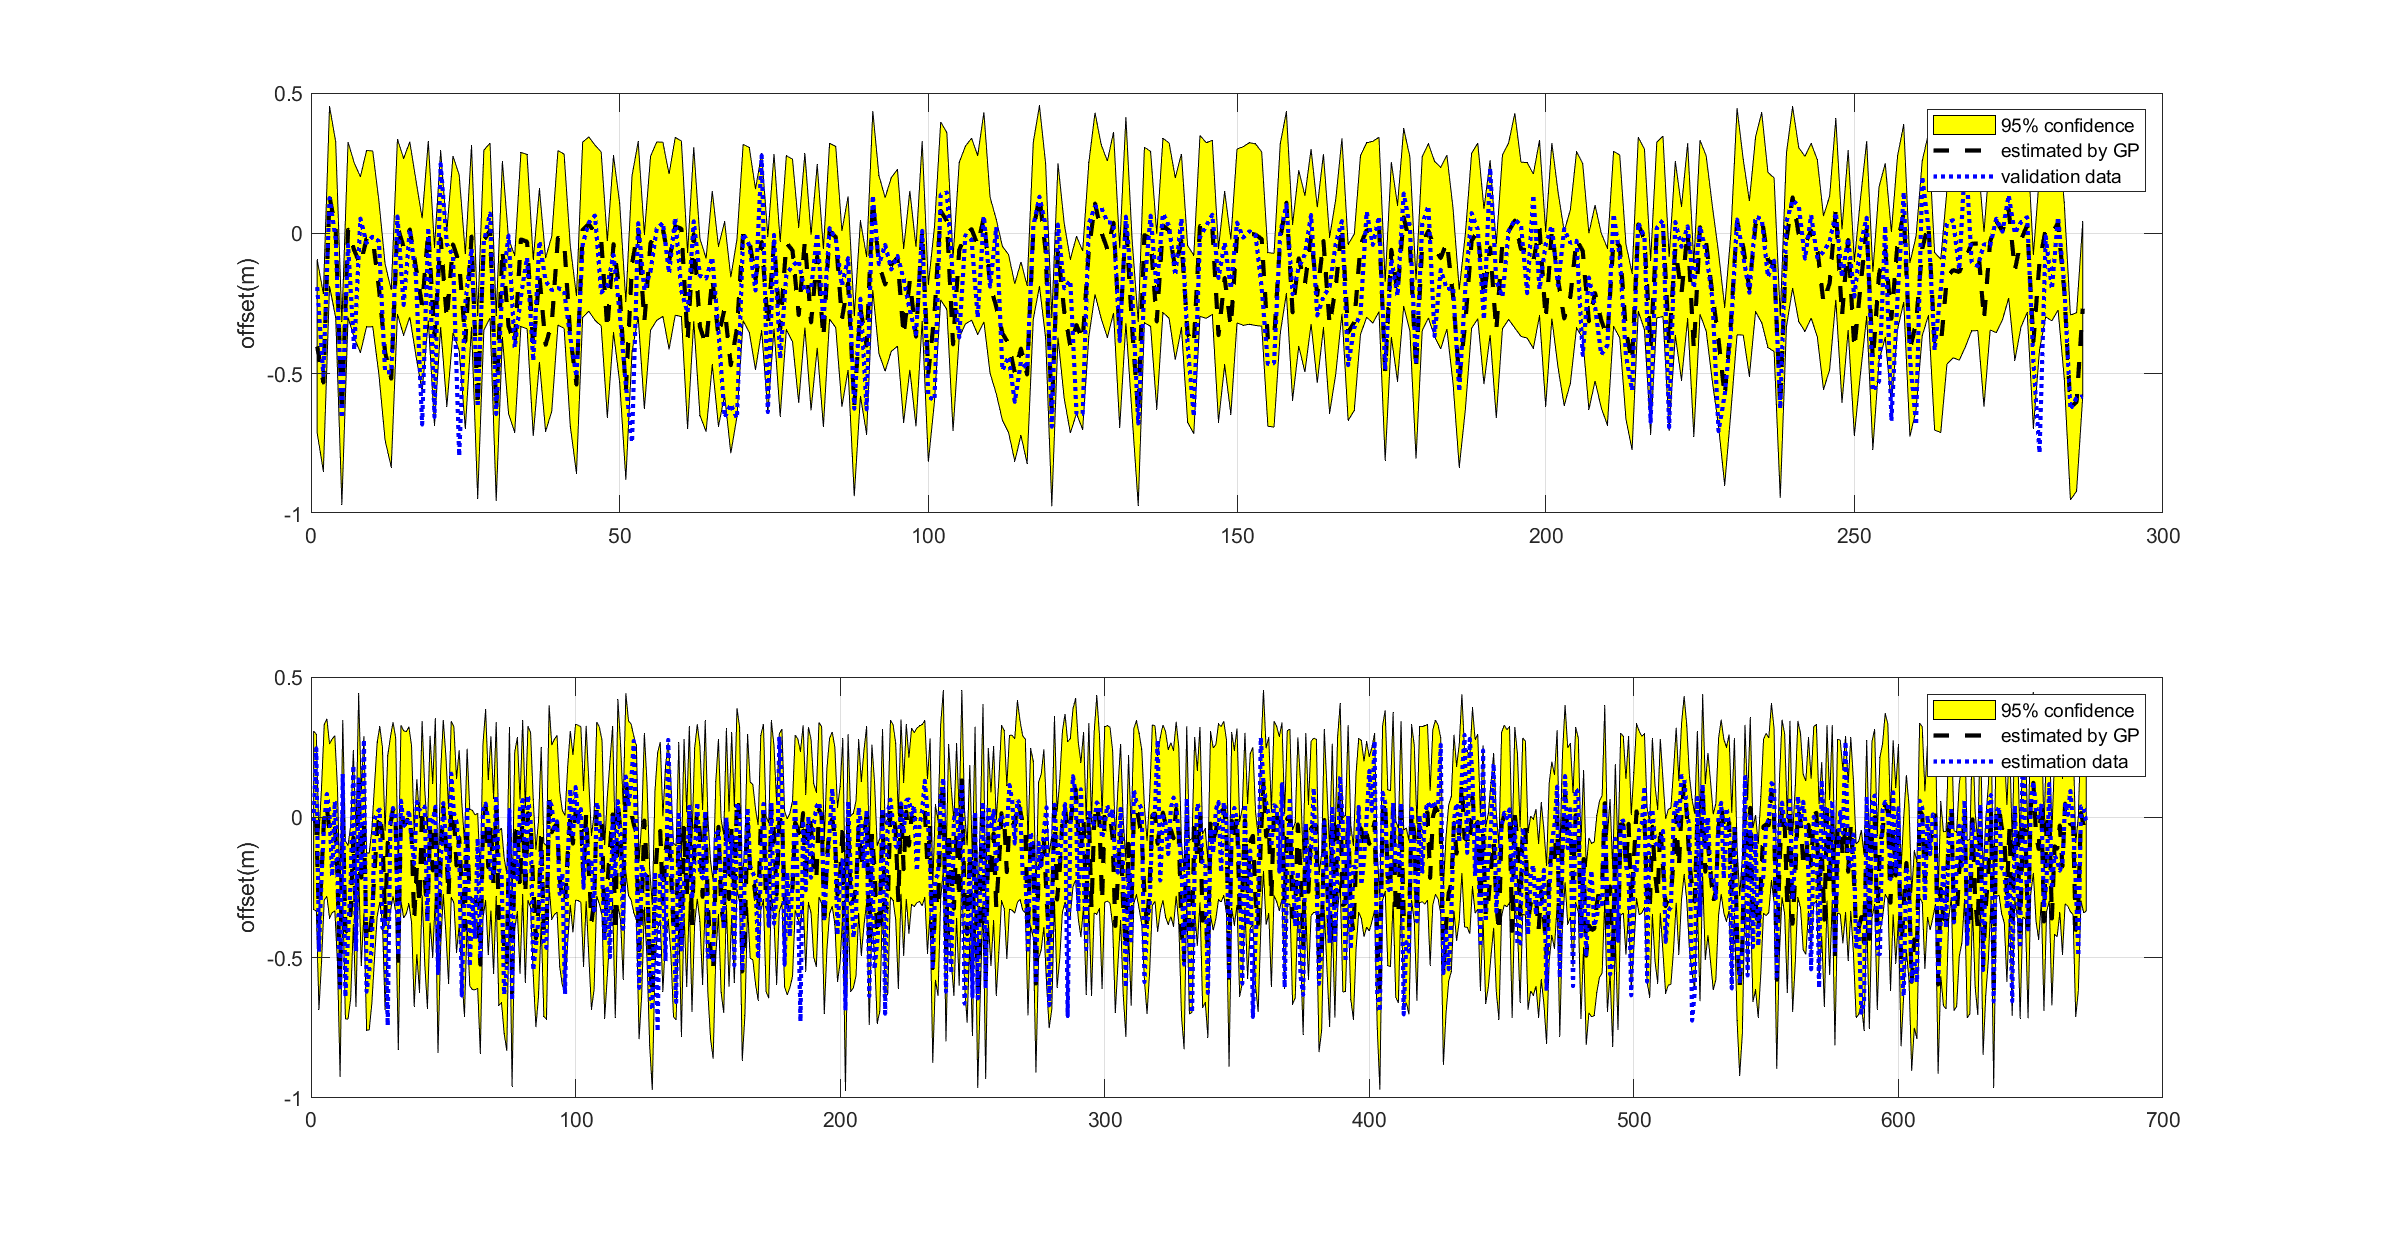 0.5
0
-0.5
-1
offset(m)
0 50 100 150 200 250 300
95% confidence
estimated by GP
validation data
0.5
0
-0.5
-1
offset(m)
0 100 200 300 400 500 600 700
95% confidence
estimated by GP
estimation data